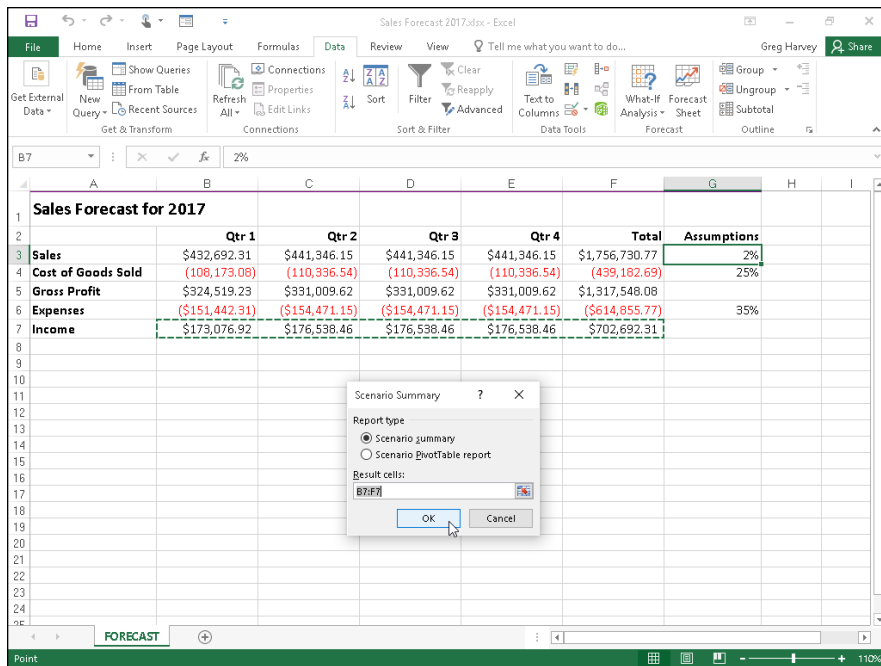 Sales Forecast 2017.xlsx - Excel
File Home Insert Page Layout Formulas Data Review View Tell me what you want to do... Greg Harvey Share
Get External Data
New Query
Show Queries
From Table
Recent Sources
Get & Transform
Refresh All
Connections
Properties
Edit Links
Connections
Sort
Filter
Clear
Reapply
Advanced
Sort & Filter
Text to Columns
Data Tools
What-If Analysis
Forecast Sheet
Forecast
Group
Ungroup
Subtotal
Outline
B7 fx 2%
A B C D E F G H I
1 Sales Forecast for 2017
2 Qtr 1 Qtr 2 Qtr 3 Qtr 4 Total Assumptions
3 Sales $432,692.31 $441,346.15 $441,346.15 $441,346.15 $1,756,730.77 2%
4 Cost of Goods Sold (108,173.08) (110,336.54) (110,336.54) (110,336.54) (439,182.69) 25%
5 Gross Profit $324,519.23 $331,009.62 $331,009.62 $331,009.62 $1,317,548.08
6 Expenses ($151,442.31) ($154,471.15) ($154,471.15) ($154,471.15) ($614,855.77) 35%
7 Income $173,076.92 $176,538.46 $176,538.46 $176,538.46 $702,692.31
8
9
10
11
12
13
14
15
16
17
18
19
20
21
22
23
24
25
Scenario Summary ? ×
Report type
Scenario summary
Scenario PivotTable report
Result cells:
B7:F7
OK Cancel
FORECAST
Point 110%